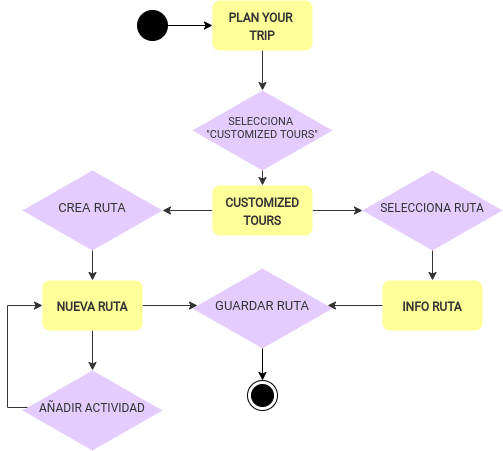 PLAN YOUR
TRIP
SELECCIONA
"CUSTOMIZED TOURS"
CREA RUTA
CUSTOMIZED
TOURS
SELECCIONA RUTA
NUEVA RUTA
GUARDAR RUTA
INFO RUTA
AÑADIR ACTIVIDAD